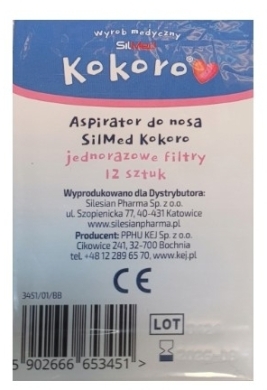 Wyrób medyczny
SilMed
Kokoro®
Aspirator do nosa
SilMed Kokoro
jednorazowe filtry
12 sztuk
Wyprodukowano dla Dystrybutora:
Silesian Pharma Sp. z o.o.
ul. Szopienicka 77, 40-431 Katowice
www.silesianpharma.pl
Producent: PPHU KEJ Sp. z o.o.
Cikowice 241, 32-700 Bochnia
tel. +48 12 289 65 70, www.kej.pl
CE
3451/01/BB
LOT
5 902666 653451 >